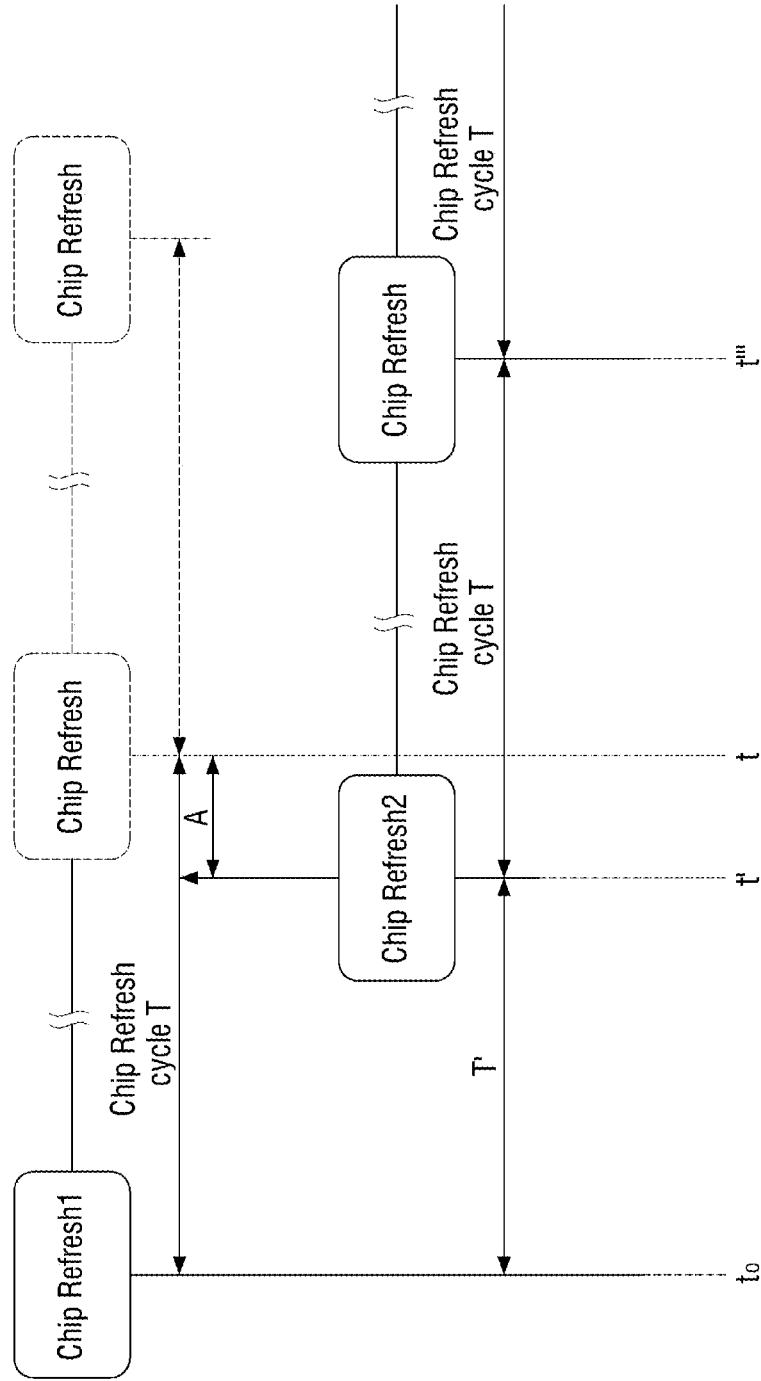 Chip Refresh1
Chip Refresh
Chip Refresh
Chip Refresh
cycle T
A
Chip Refresh2
Chip Refresh
Chip Refresh
cycle T
Chip Refresh
cycle T
T'
t0
t'
t
t'''